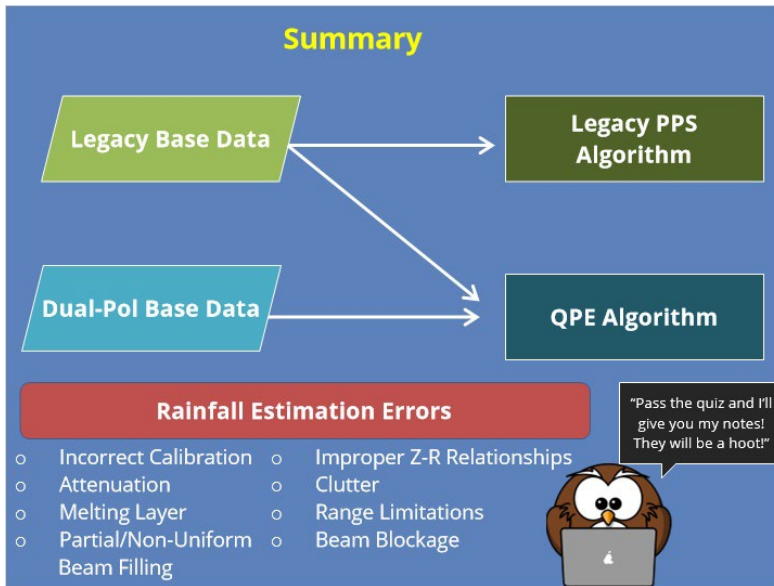 Summary
Legacy Base Data
Legacy PPS
Algorithm
Dual-Pol Base Data
QPE Algorithm
Rainfall Estimation Errors
o Incorrect Calibration
o Attenuation
o Melting Layer
o Partial/Non-Uniform
Beam Filling
o Improper Z-R Relationships
o Clutter
o Range Limitations
o Beam Blockage
“Pass the quiz and I’ll
give you my notes!
They will be a hoot!”